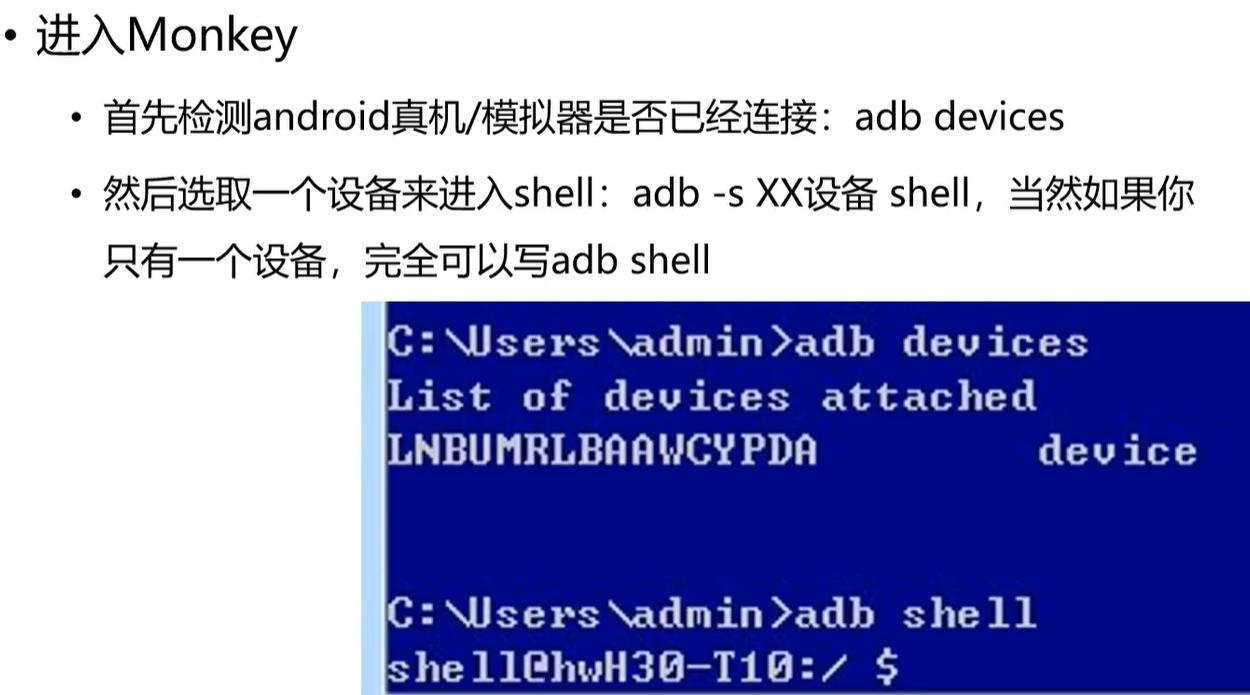 • 进入Monkey
• 首先检测android真机/模拟器是否已经连接：adb devices
• 然后选取一个设备来进入shell：adb -s XX设备 shell，当然如果你
只有一个设备，完全可以写adb shell
C:\Users\admin>adb devices
List of devices attached
LNBUMRLBAAWCYPDA device
C:\Users\admin>adb shell
shell@hwH30-T10:/ $